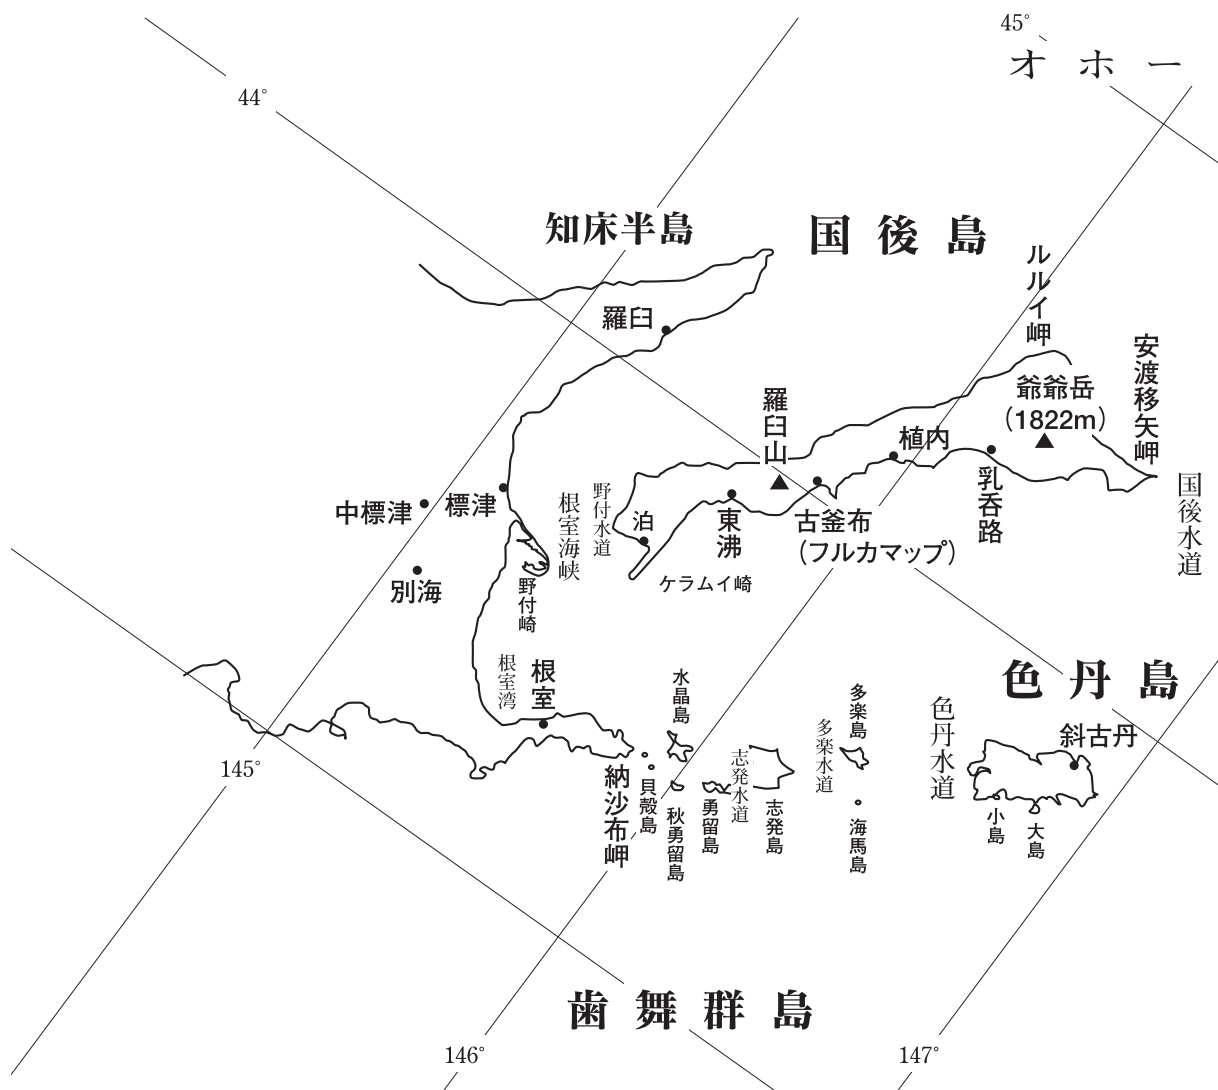 45°
オホー
44°
知床半島
国後島
ルルイ岬
羅臼
安渡移矢岬
爺爺岳
(1822m)
羅臼山
植内
乳呑路
国後水道
中標津
標津
根室海峡
野付水道
泊
東沸
古釜布
(フルカマップ)
別海
野付崎
ケラムイ崎
根室湾
根室
水晶島
多楽島
色丹島
色丹水道
斜古丹
多楽水道
志発水道
145°
納沙布岬
貝殻島
秋勇留島
勇留島
志発島
海馬島
小島
大島
歯舞群島
146°
147°